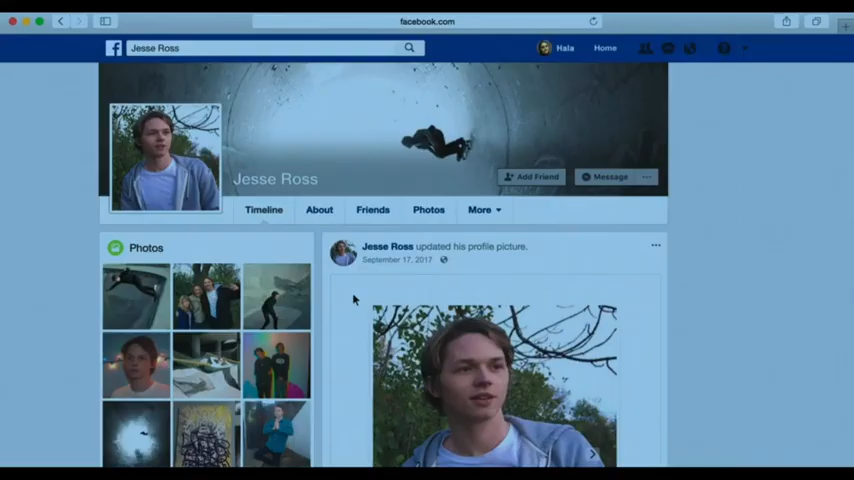 facebook.com
Jesse Ross
Hala
Home
Jesse Ross
Add Friend
Message
Timeline
About
Friends
Photos
More
Photos
Jesse Ross updated his profile picture.
September 17, 2017